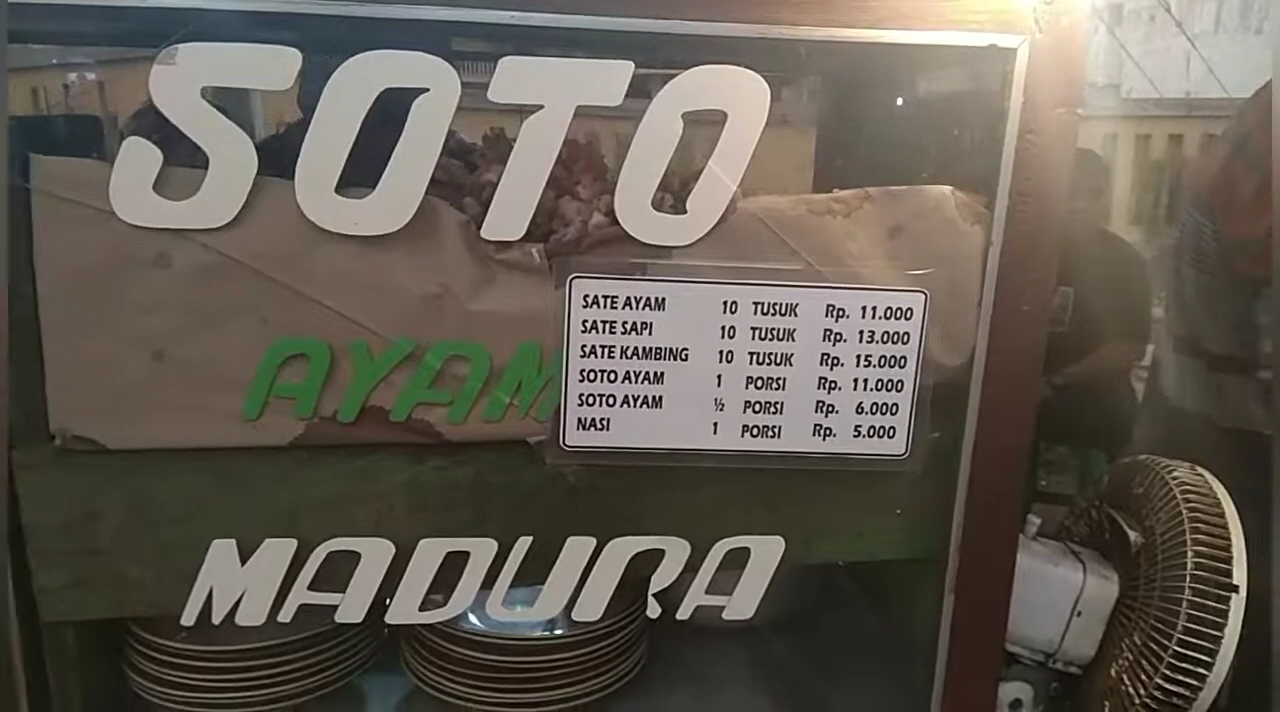 SOTO
AYAM
SATE AYAM 10 TUSUK Rp. 11.000
SATE SAPI 10 TUSUK Rp. 13.000
SATE KAMBING 10 TUSUK Rp. 15.000
SOTO AYAM 1 PORSI Rp. 11.000
SOTO AYAM ½ PORSI Rp. 6.000
NASI 1 PORSI Rp. 5.000
MADURA